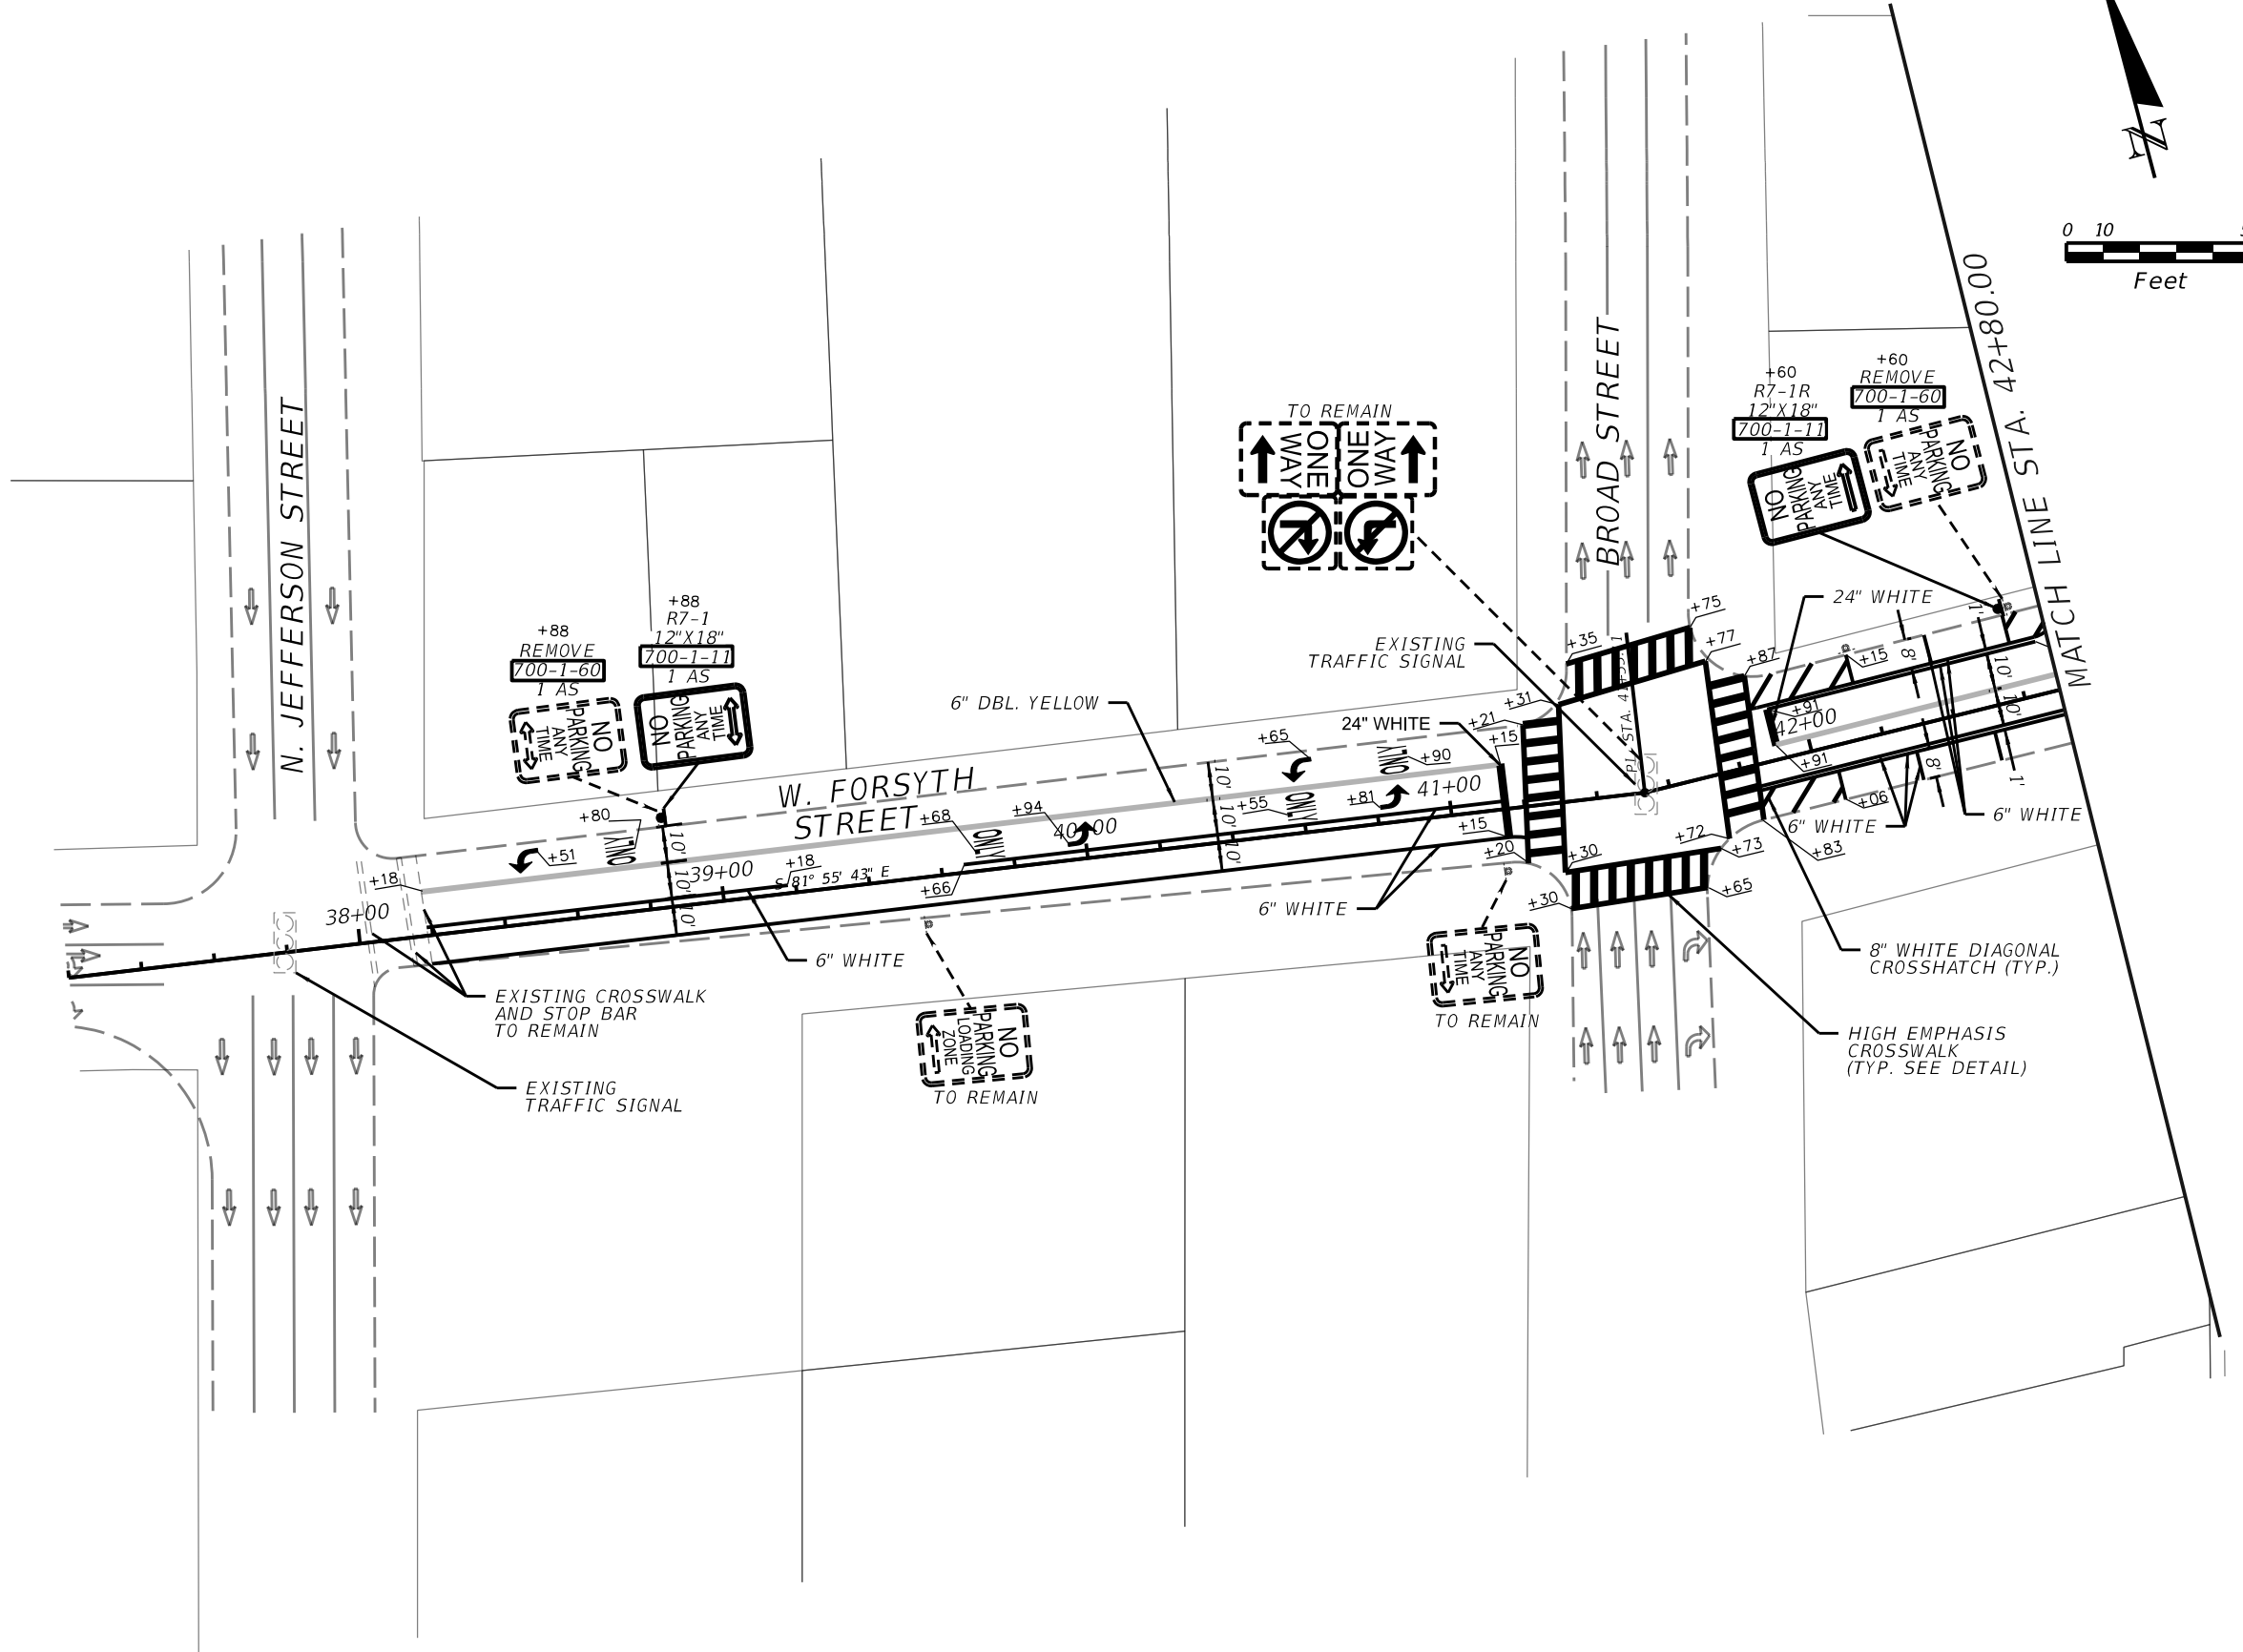 N
0 10
Feet
MATCH LINE STA. 42+80.00
N. JEFFERSON STREET
BROAD STREET
W. FORSYTH
STREET
+60
REMOVE
700-1-60
1 AS
NO
PARKING
ANY
TIME
+60
R7-1R
12"X18"
700-1-11
1 AS
NO
PARKING
ANY
TIME
TO REMAIN
ONE
WAY
ONE
WAY
EXISTING
TRAFFIC SIGNAL
+88
REMOVE
700-1-60
1 AS
NO
PARKING
ANY
TIME
+88
R7-1
12"X18"
700-1-11
1 AS
NO
PARKING
ANY
TIME
6" DBL. YELLOW
24" WHITE
24" WHITE
+35
+75
+77
+87
+31
+21
+15
+15
+20
+30
+30
+65
+72
+73
+83
+91
+91
+15
+06
42+00
8'
10'
10'
8'
1'
1'
6" WHITE
6" WHITE
+65
ONLY
+90
+55
ONLY
+81
41+00
10'
10'
10'
+68
ONLY
+94
40+00
+66
+80
ONLY
+51
+18
39+00
+18
S 81° 55' 43" E
10'
10'
10'
38+00
6" WHITE
6" WHITE
EXISTING CROSSWALK
AND STOP BAR
TO REMAIN
EXISTING
TRAFFIC SIGNAL
NO
PARKING
LOADING
ZONE
TO REMAIN
NO
PARKING
ANY
TIME
TO REMAIN
8" WHITE DIAGONAL
CROSSHATCH (TYP.)
HIGH EMPHASIS
CROSSWALK
(TYP. SEE DETAIL)